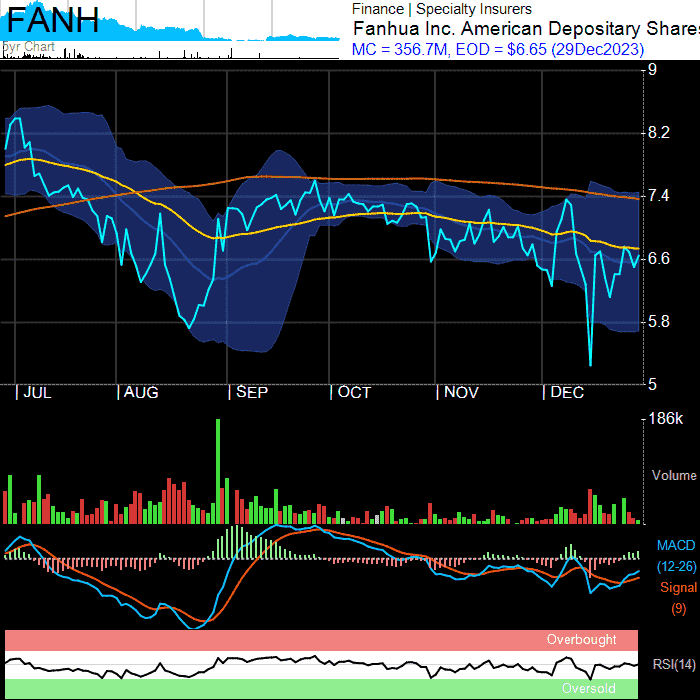 FANH
5yr Chart
Finance | Specialty Insurers
Fanhua Inc. American Depositary Shares
MC = 356.7M, EOD = $6.65 (29Dec2023)
9
8.2
7.4
6.6
5.8
5
JUL
AUG
SEP
OCT
NOV
DEC
186k
Volume
MACD
(12-26)
Signal
(9)
Overbought
RSI(14)
Oversold